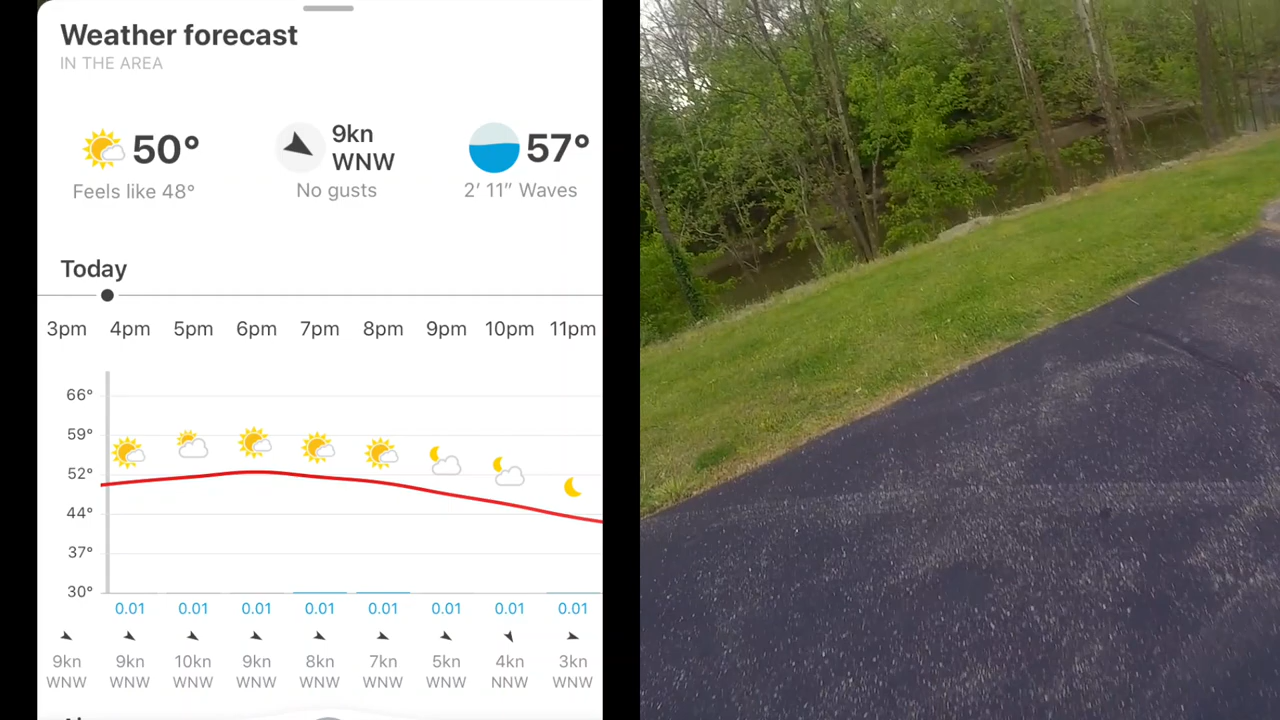 Weather forecast
IN THE AREA
50°
Feels like 48°
9kn
WNW
No gusts
57°
2′ 11″ Waves
Today
3pm 4pm 5pm 6pm 7pm 8pm 9pm 10pm 11pm
66°
59°
52°
44°
37°
30°
0.01 0.01 0.01 0.01 0.01 0.01 0.01 0.01
9kn 9kn 10kn 9kn 8kn 7kn 5kn 4kn 3kn
WNW WNW WNW WNW WNW WNW WNW NNW WNW